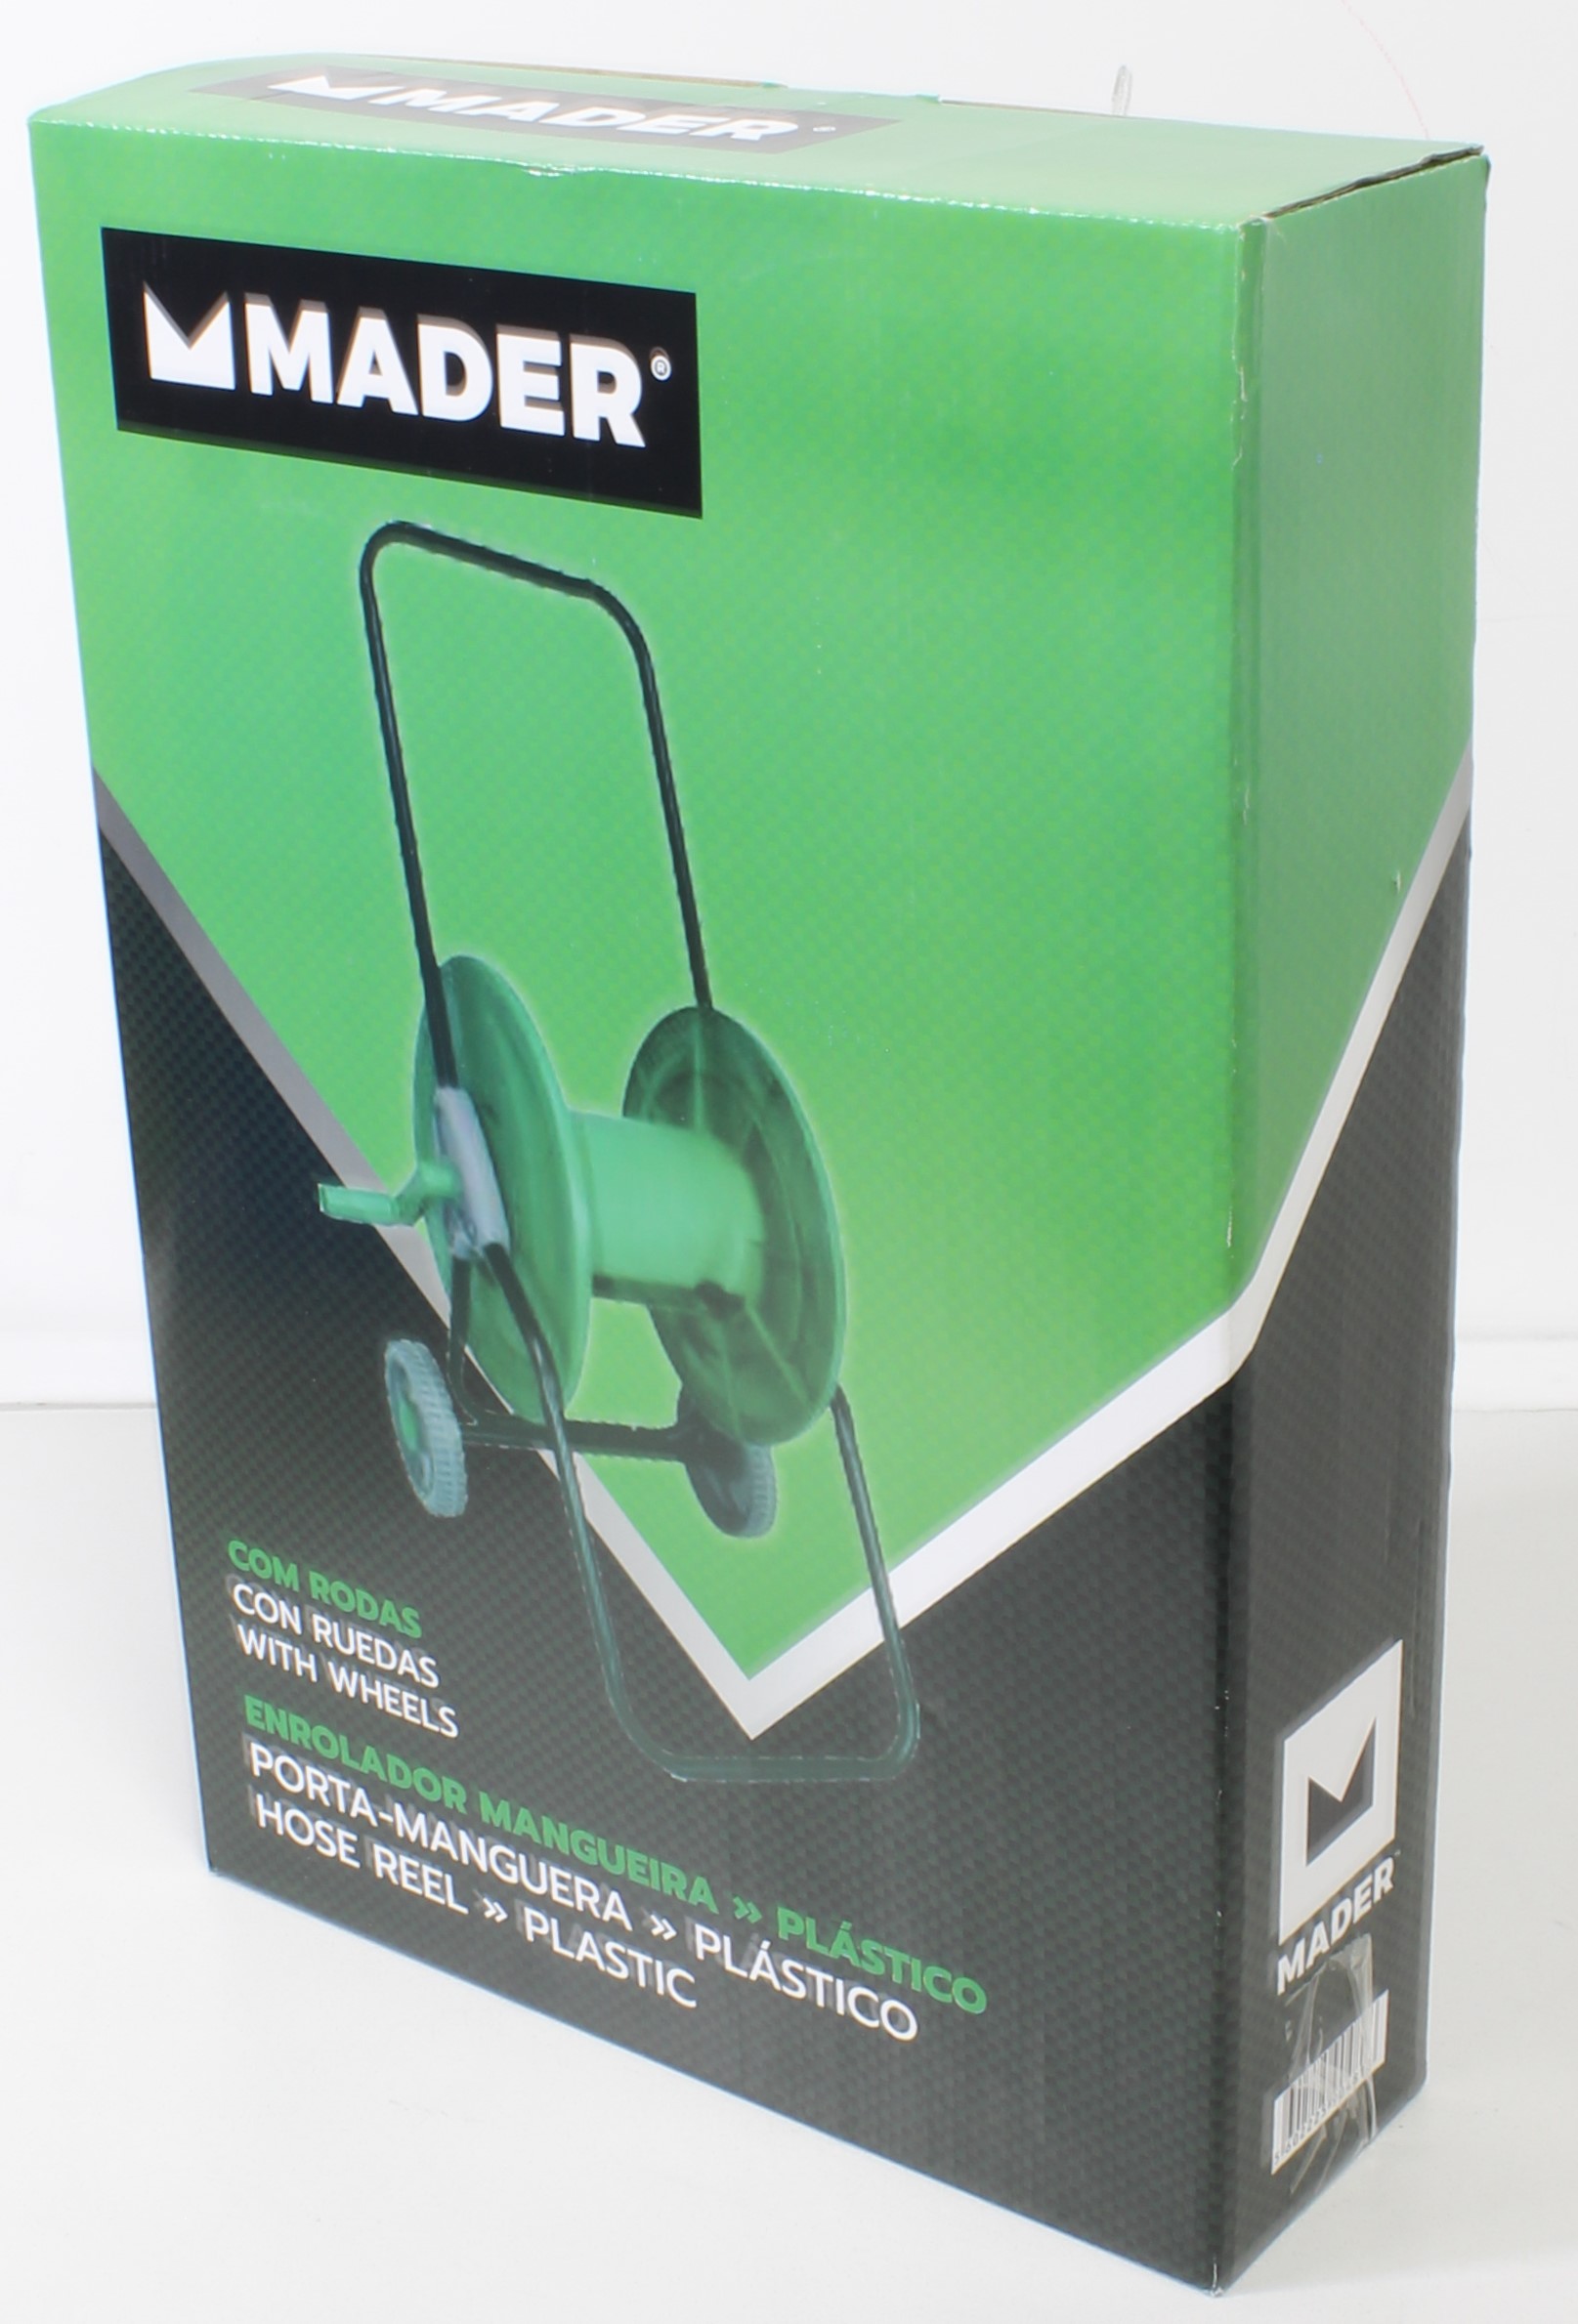 MADER®
MADER®
COM RODAS
CON RUEDAS
WITH WHEELS
ENROLADOR MANGUEIRA » PLÁSTICO
PORTA-MANGUERA » PLÁSTICO
HOSE REEL » PLASTIC
MADER